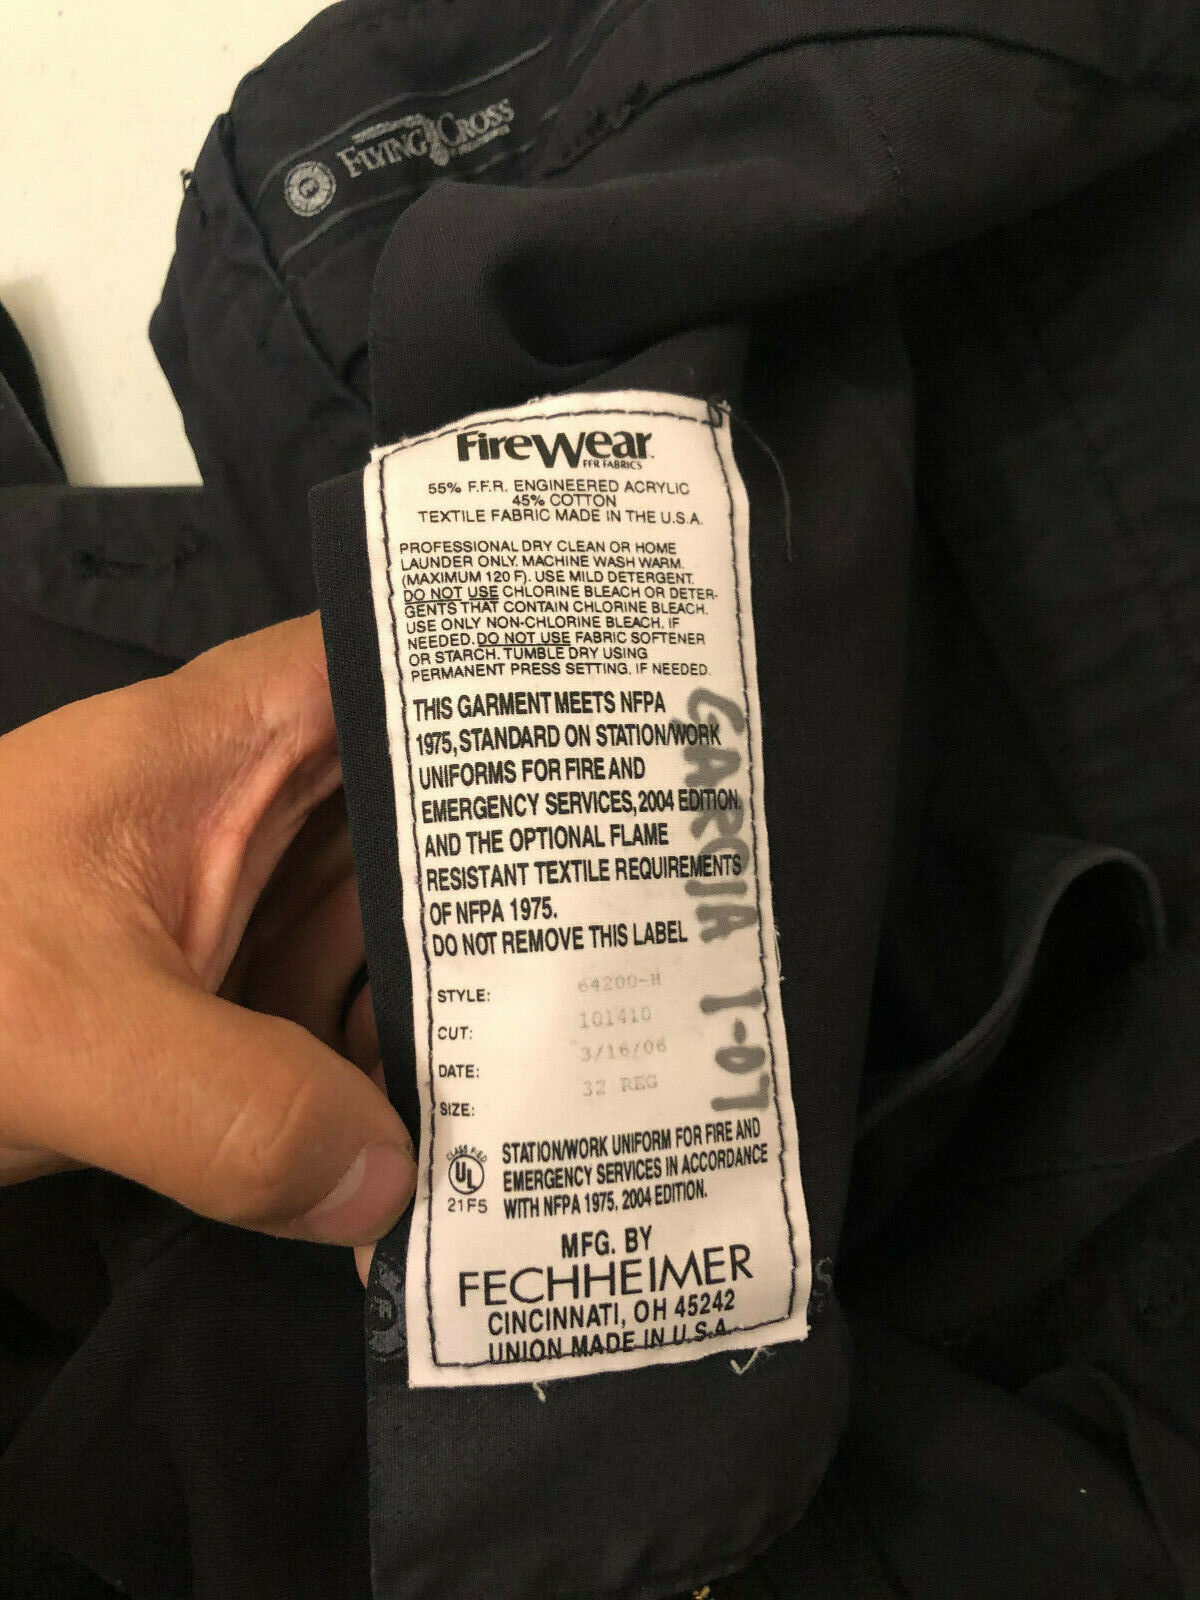 FLYING CROSS
FireWear
FFR FABRICS
55% F.F.R. ENGINEERED ACRYLIC
45% COTTON
TEXTILE FABRIC MADE IN THE U.S.A.
PROFESSIONAL DRY CLEAN OR HOME
LAUNDER ONLY. MACHINE WASH WARM.
(MAXIMUM 120 F). USE MILD DETERGENT.
DO NOT USE CHLORINE BLEACH OR DETER-
GENTS THAT CONTAIN CHLORINE BLEACH.
USE ONLY NON-CHLORINE BLEACH, IF
NEEDED. DO NOT USE FABRIC SOFTENER
OR STARCH. TUMBLE DRY USING
PERMANENT PRESS SETTING, IF NEEDED.
THIS GARMENT MEETS NFPA
1975, STANDARD ON STATION/WORK
UNIFORMS FOR FIRE AND
EMERGENCY SERVICES, 2004 EDITION.
AND THE OPTIONAL FLAME
RESISTANT TEXTILE REQUIREMENTS
OF NFPA 1975.
DO NOT REMOVE THIS LABEL
GARCIA 1-07
STYLE: 64200-H
CUT: 101410
DATE: 3/16/06
SIZE: 32 REG
CLASSIFIED
UL
21F5
STATION/WORK UNIFORM FOR FIRE AND
EMERGENCY SERVICES IN ACCORDANCE
WITH NFPA 1975, 2004 EDITION.
MFG. BY
FECHHEIMER
CINCINNATI, OH 45242
UNION MADE IN U.S.A.